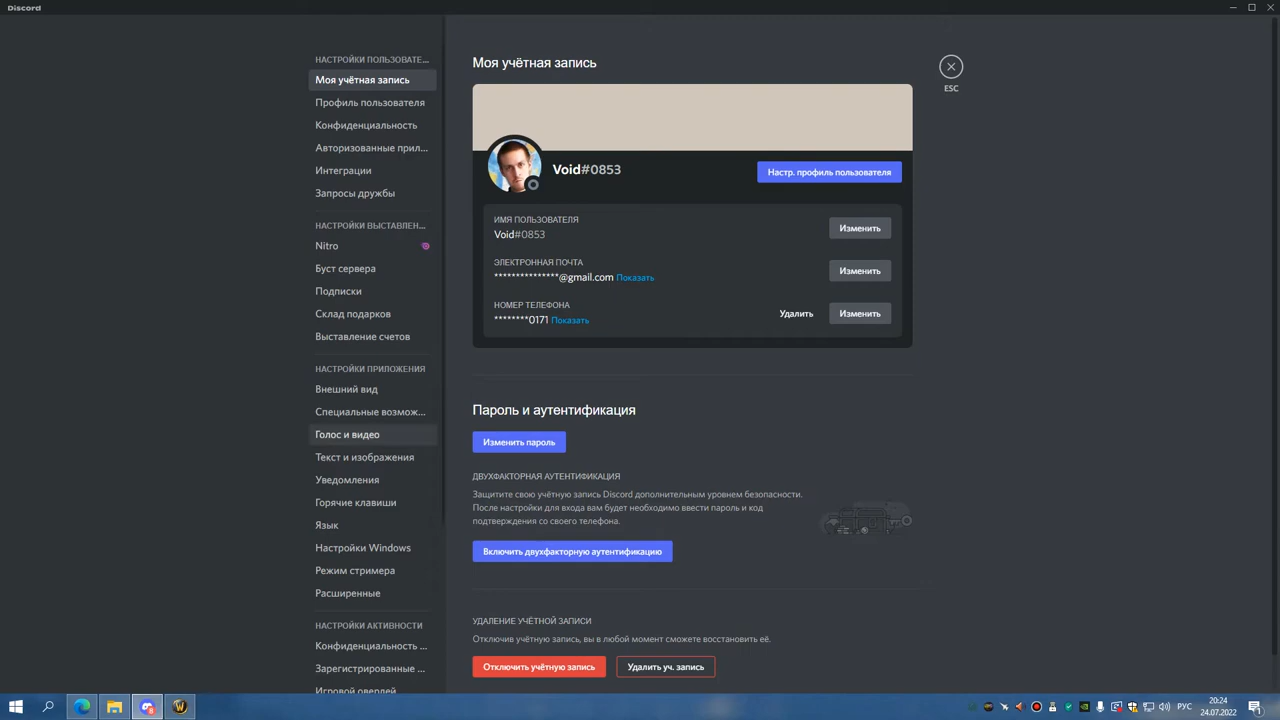 Discord
НАСТРОЙКИ ПОЛЬЗОВАТЕ...
Моя учётная запись
Профиль пользователя
Конфиденциальность
Авторизованные прил...
Интеграции
Запросы дружбы
НАСТРОЙКИ ВЫСТАВЛЕН...
Nitro
Буст сервера
Подписки
Склад подарков
Выставление счетов
НАСТРОЙКИ ПРИЛОЖЕНИЯ
Внешний вид
Специальные возмож...
Голос и видео
Текст и изображения
Уведомления
Горячие клавиши
Язык
Настройки Windows
Режим стримера
Расширенные
НАСТРОЙКИ АКТИВНОСТИ
Конфиденциальность ...
Зарегистрированные ...
Игровой оверлей
Моя учётная запись
ESC
Void#0853
Настр. профиль пользователя
ИМЯ ПОЛЬЗОВАТЕЛЯ
Void#0853
Изменить
ЭЛЕКТРОННАЯ ПОЧТА
***************@gmail.com Показать
Изменить
НОМЕР ТЕЛЕФОНА
********0171 Показать
Удалить
Изменить
Пароль и аутентификация
Изменить пароль
ДВУХФАКТОРНАЯ АУТЕНТИФИКАЦИЯ
Защитите свою учётную запись Discord дополнительным уровнем безопасности.
После настройки для входа вам будет необходимо ввести пароль и код
подтверждения со своего телефона.
Включить двухфакторную аутентификацию
УДАЛЕНИЕ УЧЁТНОЙ ЗАПИСИ
Отключив учётную запись, вы в любой момент сможете восстановить её.
Отключить учётную запись
Удалить уч. запись
РУС
20:24
24.07.2022